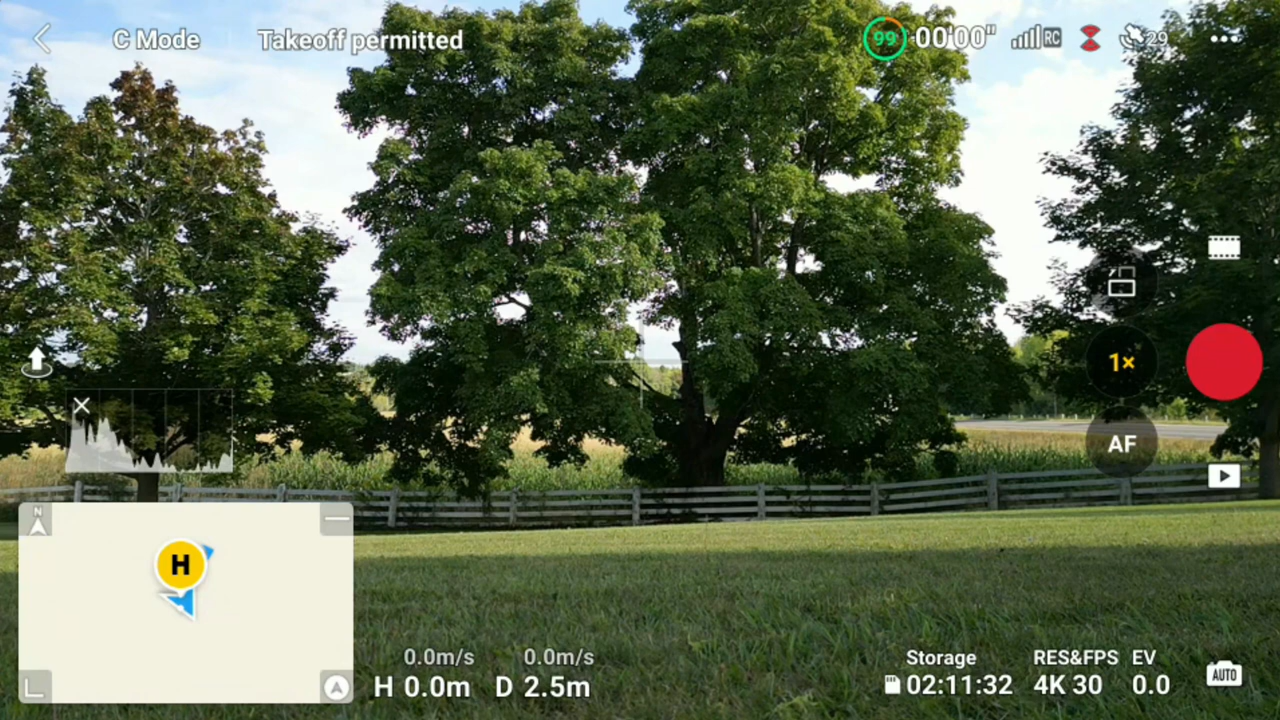 C Mode
Takeoff permitted
99
00'00"
RC
29
1×
AF
N
H
0.0m/s
0.0m/s
H 0.0m
D 2.5m
Storage
02:11:32
RES&FPS
4K 30
EV
0.0
AUTO